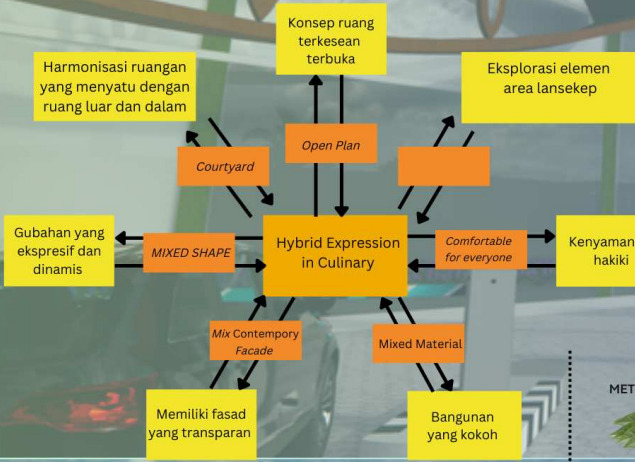 Konsep ruang
terkesean
terbuka
Harmonisasi ruangan
yang menyatu dengan
ruang luar dan dalam
Eksplorasi elemen
area lansekep
Open Plan
Courtyard
Gubahan yang
ekspresif dan
dinamis
MIXED SHAPE
Hybrid Expression
in Culinary
Comfortable
for everyone
Kenyaman
hakiki
Mix Contempory
Facade
Mixed Material
Memiliki fasad
yang transparan
Bangunan
yang kokoh
MET